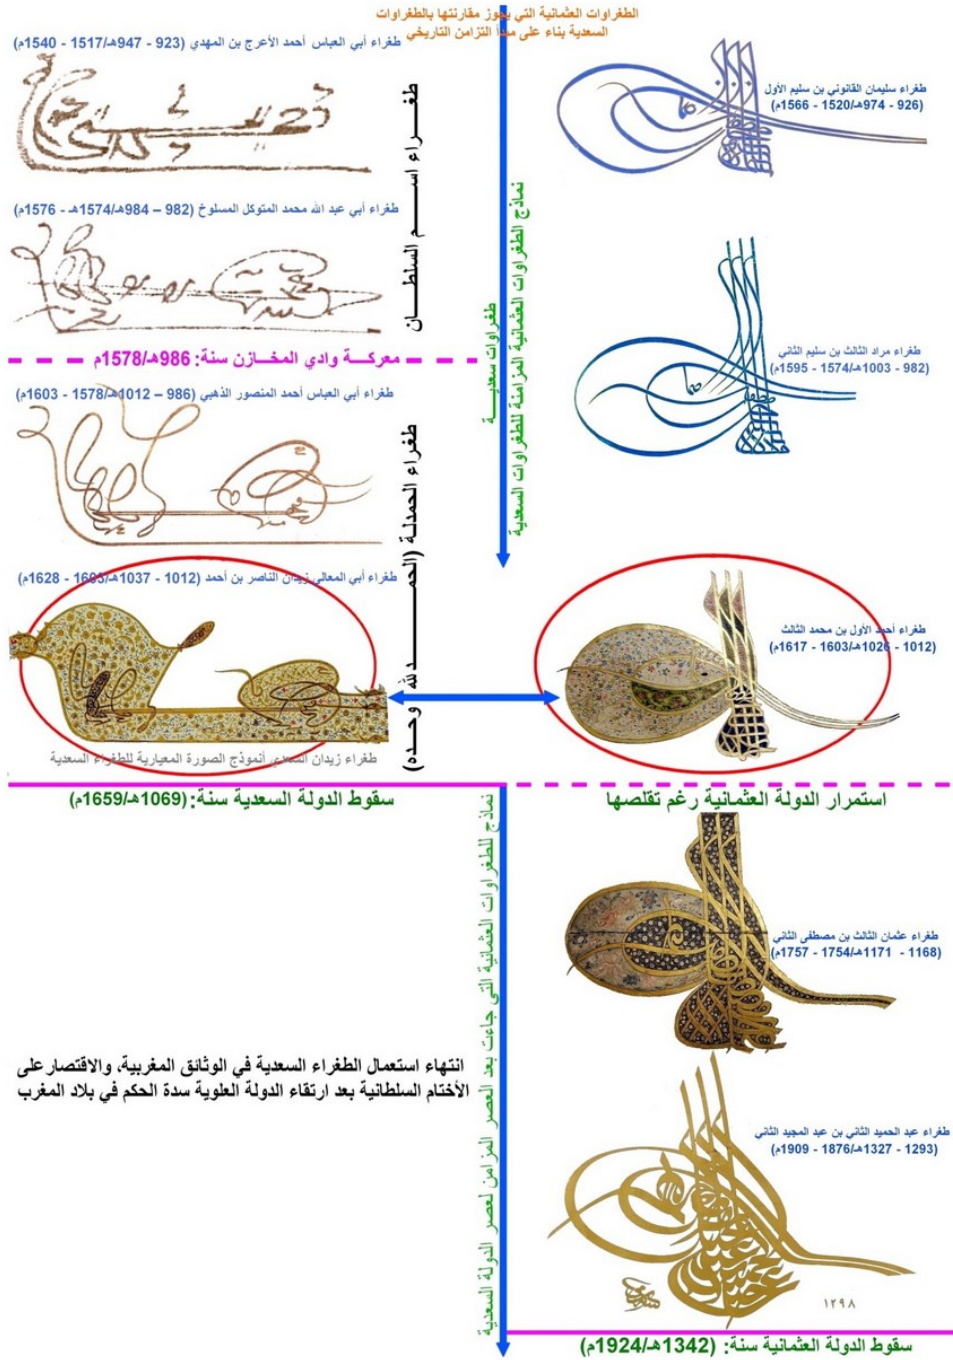 الطغراوات العثمانية التي يجوز مقارنتها بالطغراوات
السعدية بناء على مبدأ التزامن التاريخي
طغراء أبي العباس أحمد الأعرج بن المهدي (923 - 947هـ/1517 - 1540م)
طغراء سليمان القانوني بن سليم الأول
(926 - 974هـ/1520 - 1566م)
طغراء أبي عبد الله محمد المتوكل المسلوخ (982 – 984هـ/1574هـ - 1576م)
طغراء اسم السلطان
معركة وادي المخازن سنة: 986هـ/1578م
طغراء مراد الثالث بن سليم الثاني
(982 - 1003هـ/1574 - 1595م)
نماذج الطغراوات العثمانية المزامنة للطغراوات السعدية
طغراوات سعدية
طغراء أبي العباس أحمد المنصور الذهبي (986 – 1012هـ/1578 - 1603م)
طغراء الحمدلة (الحمد لله وحده)
طغراء أبي المعالي زيدان الناصر بن أحمد (1012 - 1037هـ/1603 - 1628م)
طغراء أحمد الأول بن محمد الثالث
(1012 - 1026هـ/1603 - 1617م)
طغراء زيدان السعدي أنموذج الصورة المعيارية للطغراء السعدية
سقوط الدولة السعدية سنة: (1069هـ/1659م)
استمرار الدولة العثمانية رغم تقلصها
نماذج للطغراوات العثمانية التي جاءت بعد العصر المزامن لعصر الدولة السعدية
طغراء عثمان الثالث بن مصطفى الثاني
(1168 - 1171هـ/1754 - 1757م)
انتهاء استعمال الطغراء السعدية في الوثائق المغربية، والاقتصار على
الأختام السلطانية بعد ارتقاء الدولة العلوية سدة الحكم في بلاد المغرب
طغراء عبد الحميد الثاني بن عبد المجيد الثاني
(1293 - 1327هـ/1876 - 1909م)
١٢٩٨
سقوط الدولة العثمانية سنة: (1342هـ/1924م)